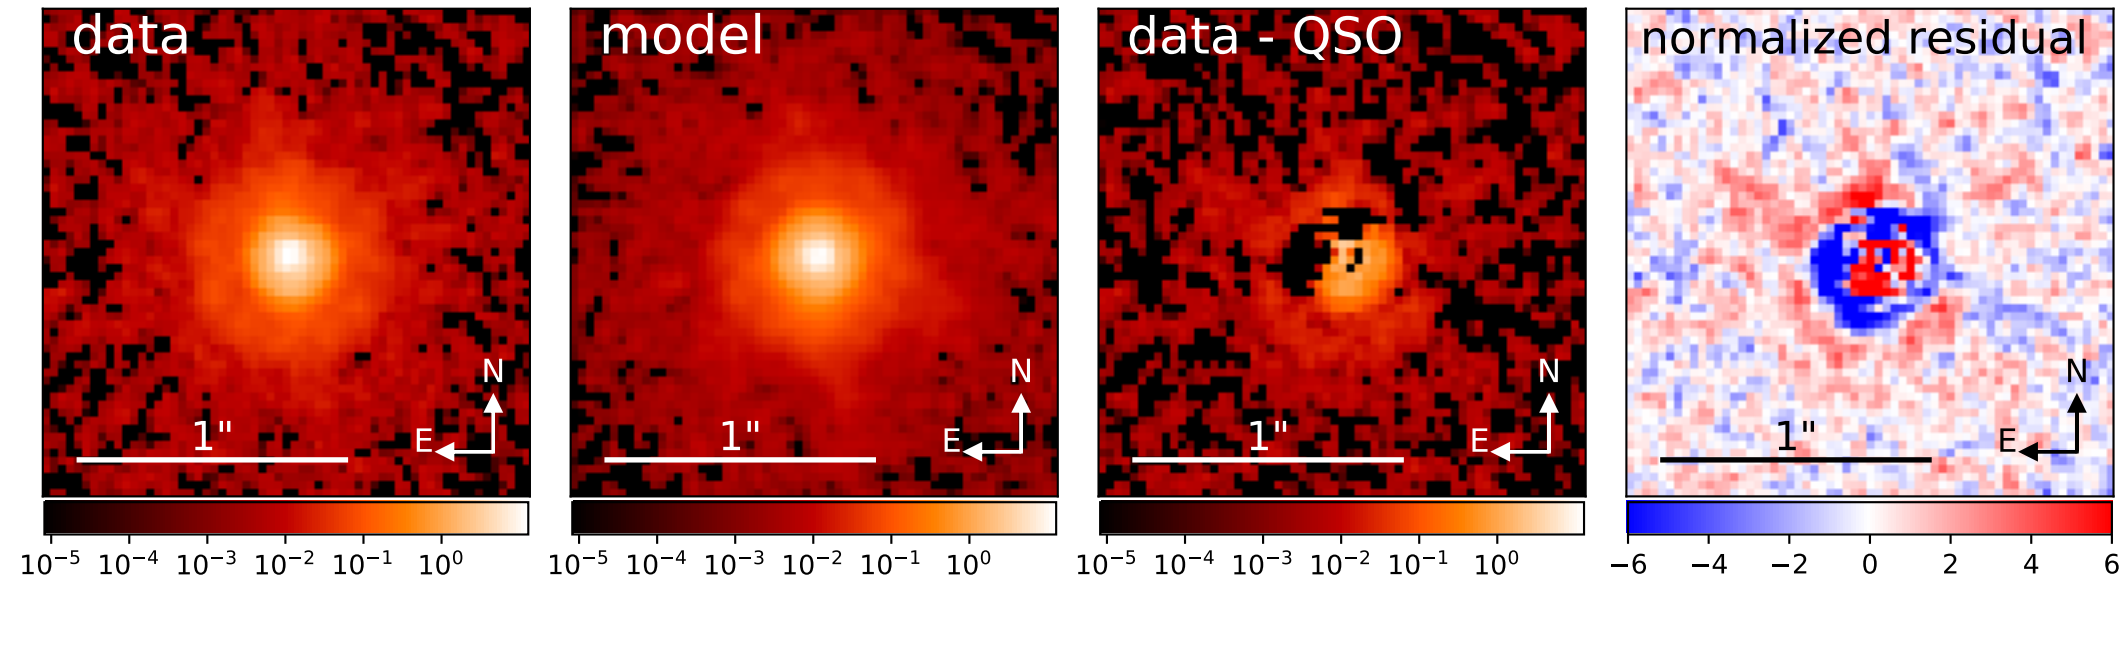 data
model
data - QSO
normalized residual
N
N
N
N
1"
E
1"
E
1"
E
1"
E
10⁻⁵ 10⁻⁴ 10⁻³ 10⁻² 10⁻¹ 10⁰
10⁻⁵ 10⁻⁴ 10⁻³ 10⁻² 10⁻¹ 10⁰
10⁻⁵ 10⁻⁴ 10⁻³ 10⁻² 10⁻¹ 10⁰
−6 −4 −2 0 2 4 6